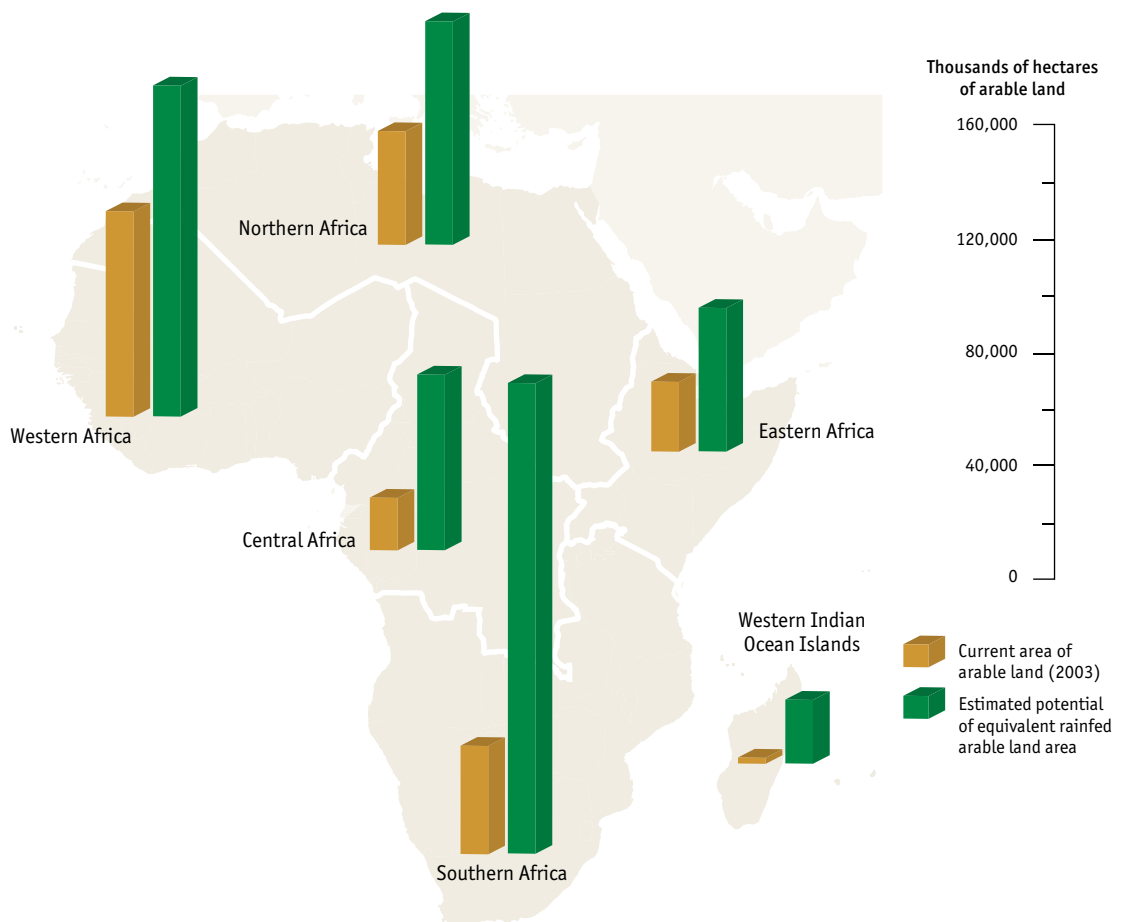 Thousands of hectares
of arable land
160,000
120,000
80,000
40,000
0
Northern Africa
Western Africa
Eastern Africa
Central Africa
Western Indian
Ocean Islands
Southern Africa
Current area of
arable land (2003)
Estimated potential
of equivalent rainfed
arable land area